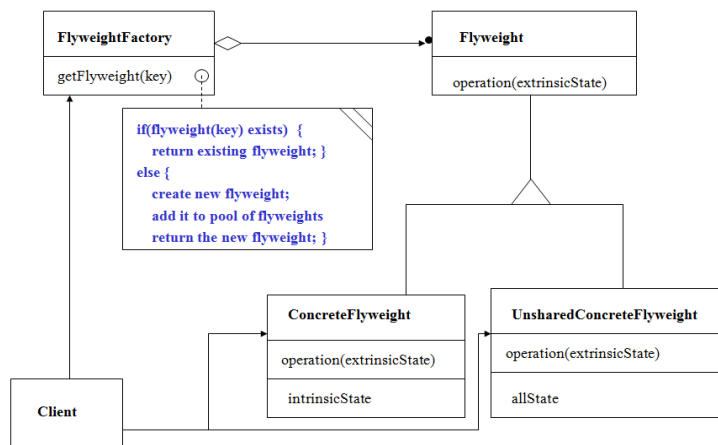 FlyweightFactory
getFlyweight(key)
Flyweight
operation(extrinsicState)
if(flyweight(key) exists) {
return existing flyweight; }
else {
create new flyweight;
add it to pool of flyweights
return the new flyweight; }
ConcreteFlyweight
operation(extrinsicState)
intrinsicState
UnsharedConcreteFlyweight
operation(extrinsicState)
allState
Client